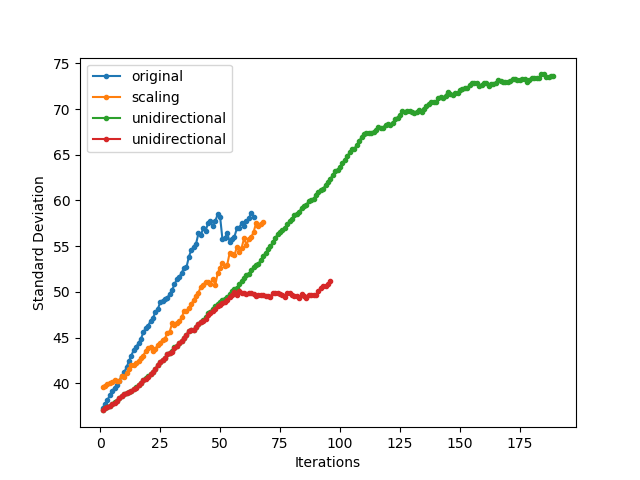 75
70
65
60
55
50
45
40
Standard Deviation
original
scaling
unidirectional
unidirectional
0 25 50 75 100 125 150 175
Iterations